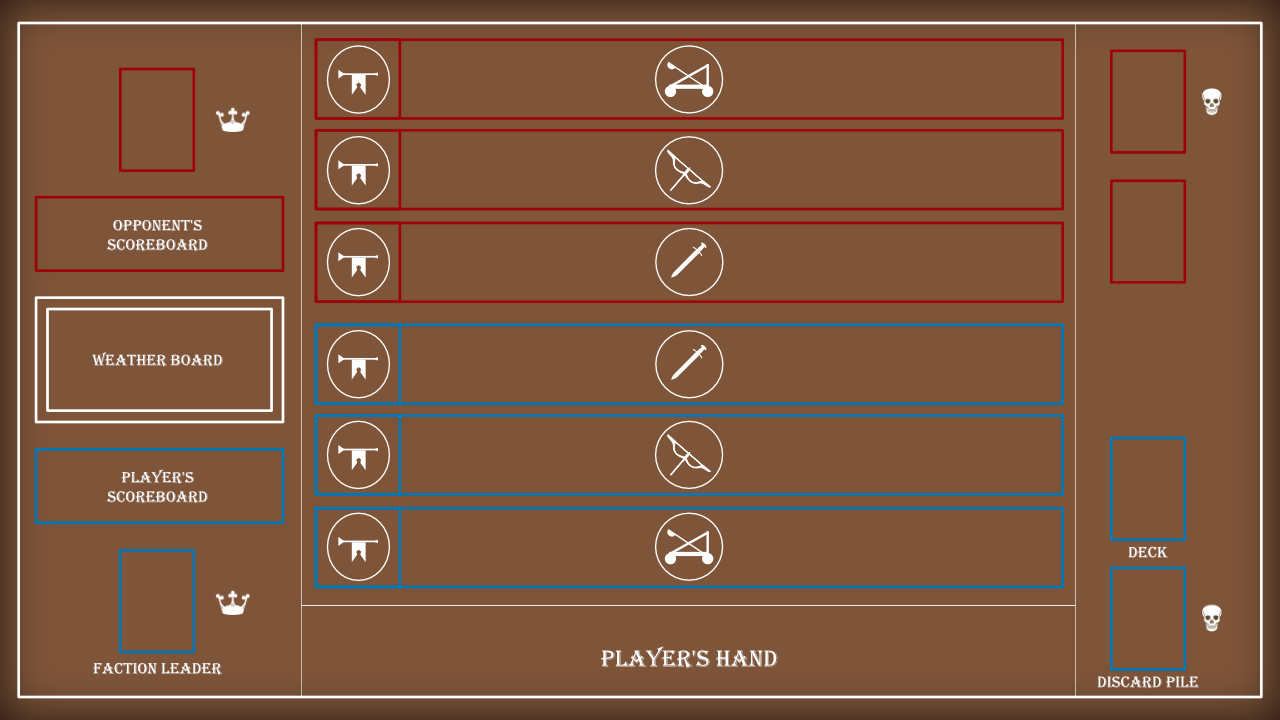 OPPONENT'S
SCOREBOARD
WEATHER BOARD
PLAYER'S
SCOREBOARD
FACTION LEADER
PLAYER'S HAND
DECK
DISCARD PILE